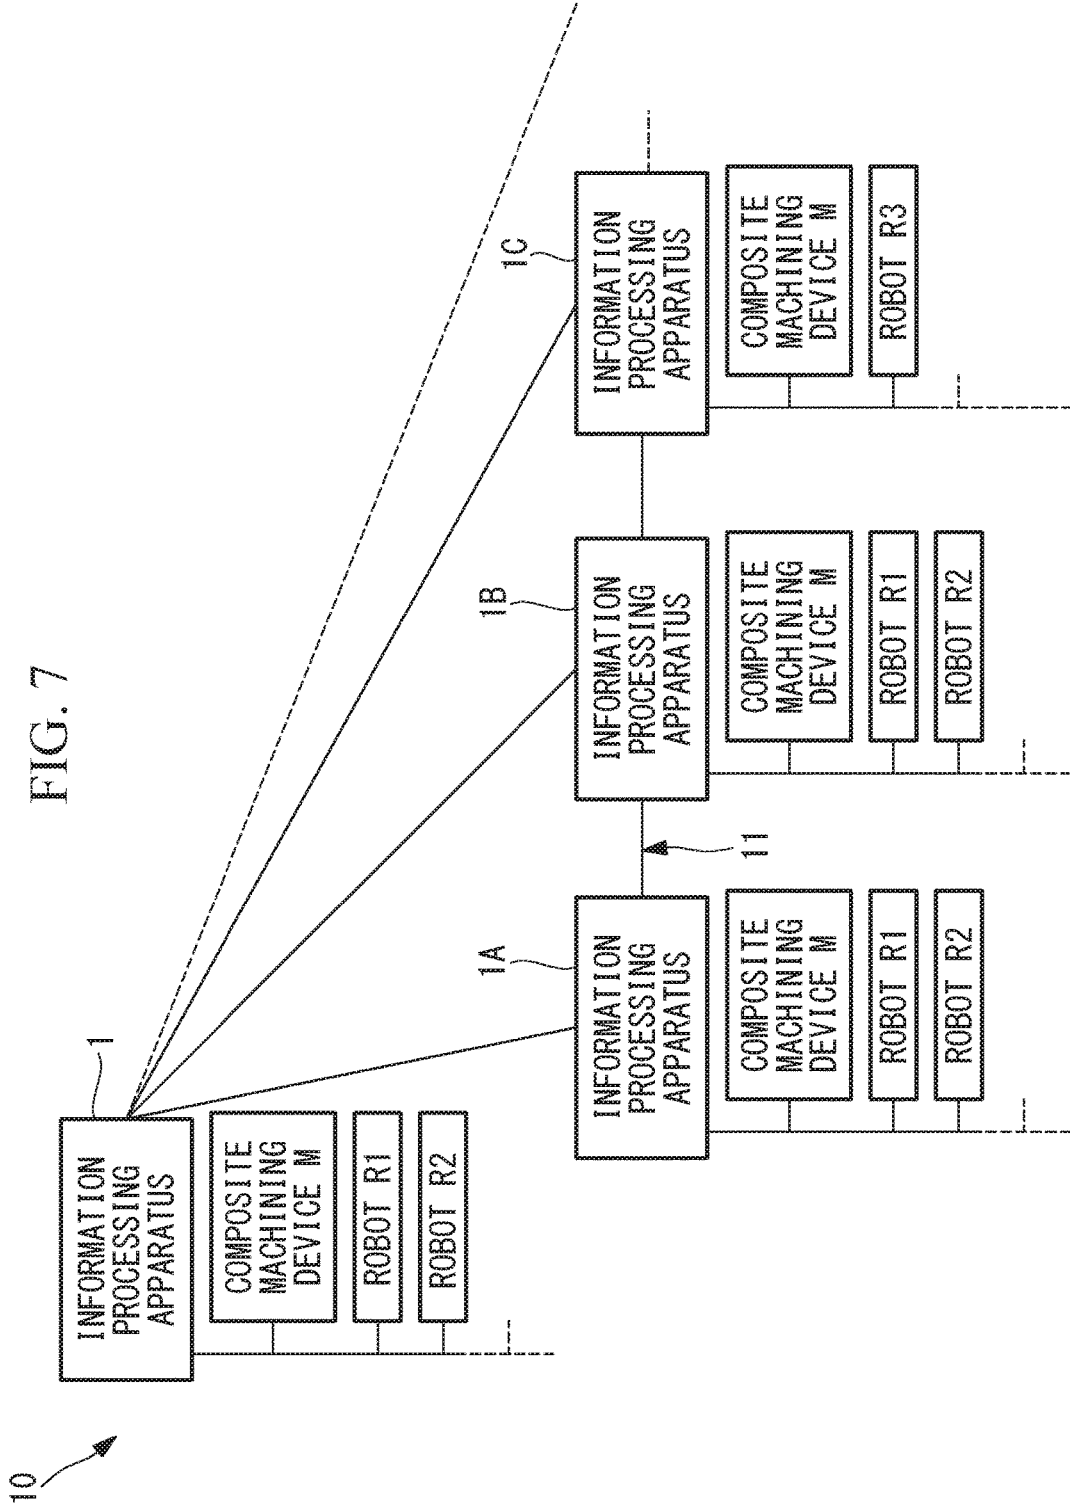 FIG. 7
10
1
INFORMATION
PROCESSING
APPARATUS
COMPOSITE
MACHINING
DEVICE M
ROBOT R1
ROBOT R2
1A
INFORMATION
PROCESSING
APPARATUS
COMPOSITE
MACHINING
DEVICE M
ROBOT R1
ROBOT R2
11
1B
INFORMATION
PROCESSING
APPARATUS
COMPOSITE
MACHINING
DEVICE M
ROBOT R1
ROBOT R2
1C
INFORMATION
PROCESSING
APPARATUS
COMPOSITE
MACHINING
DEVICE M
ROBOT R3